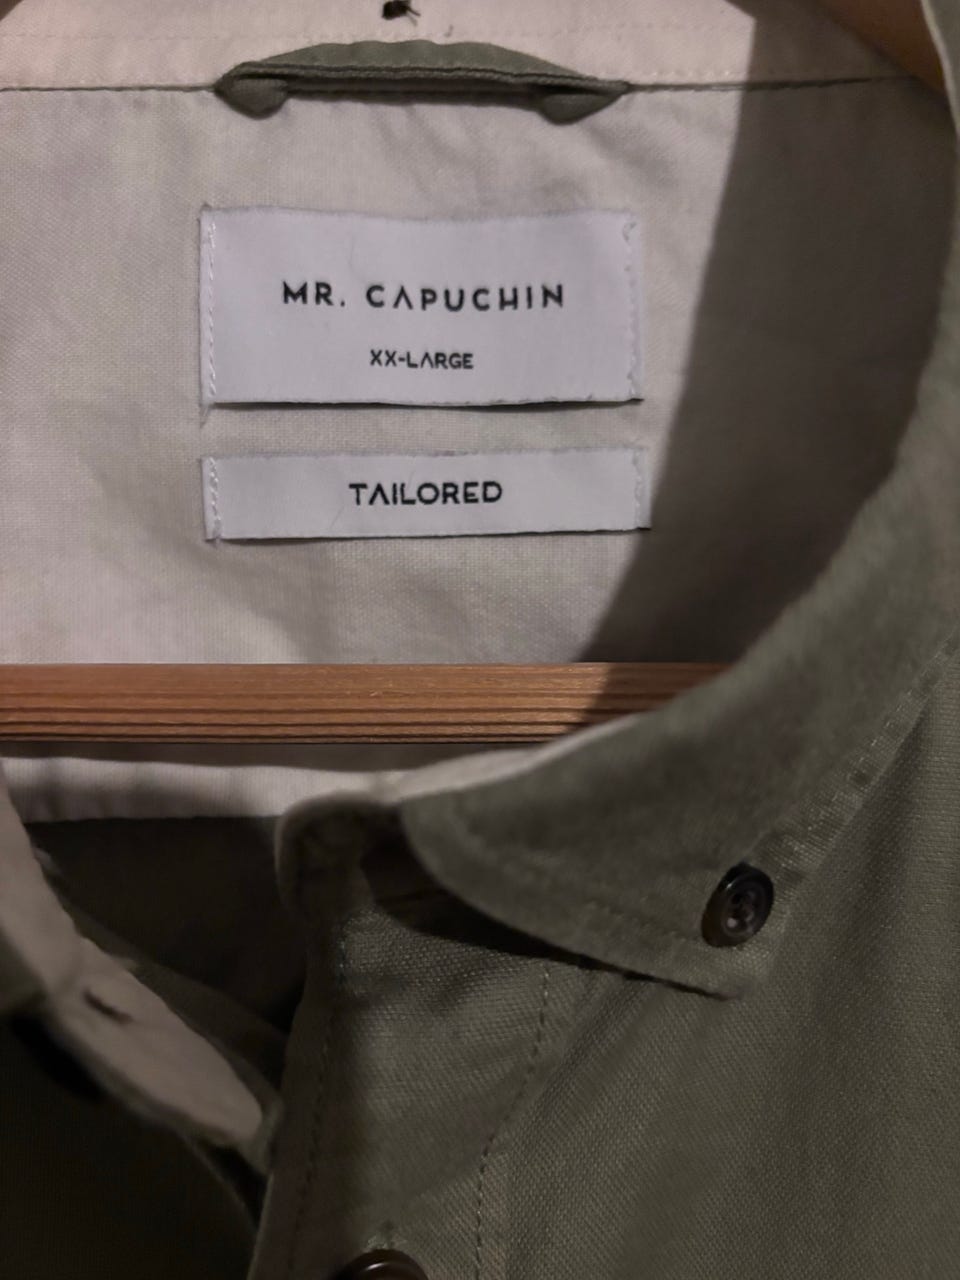 MR. CAPUCHIN
XX-LARGE
TAILORED